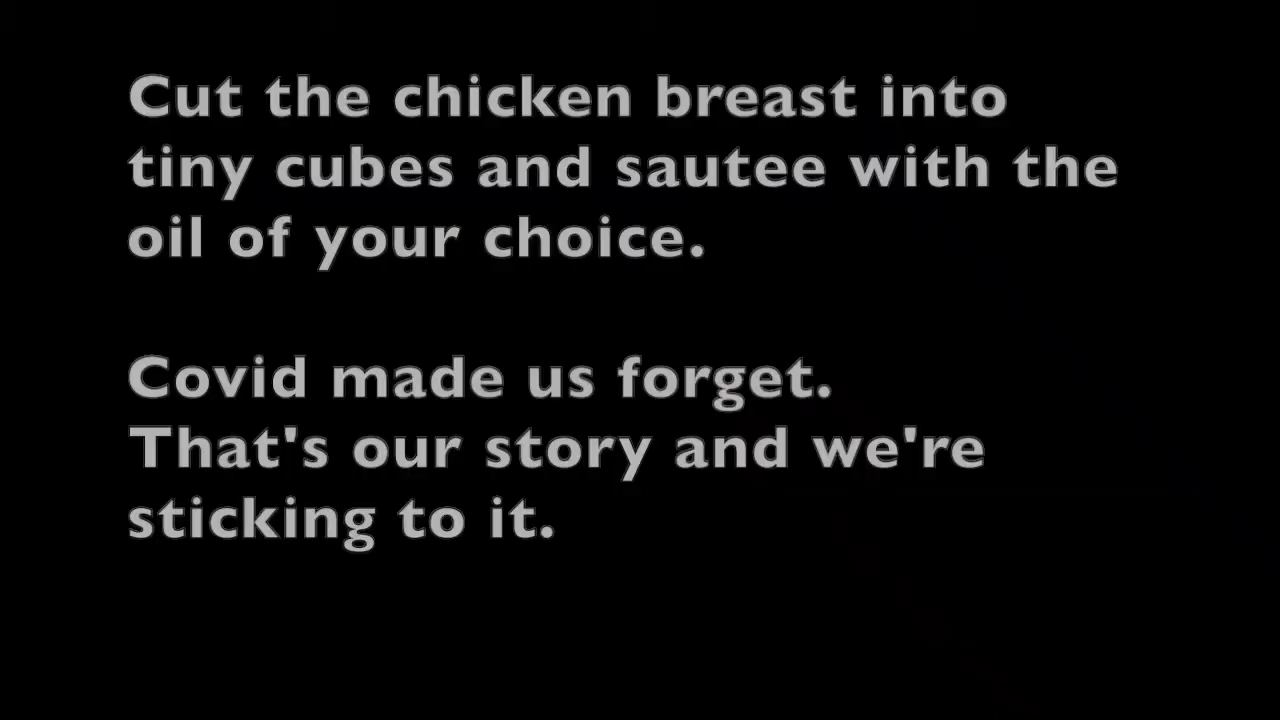 Cut the chicken breast into
tiny cubes and sautee with the
oil of your choice.
Covid made us forget.
That's our story and we're
sticking to it.